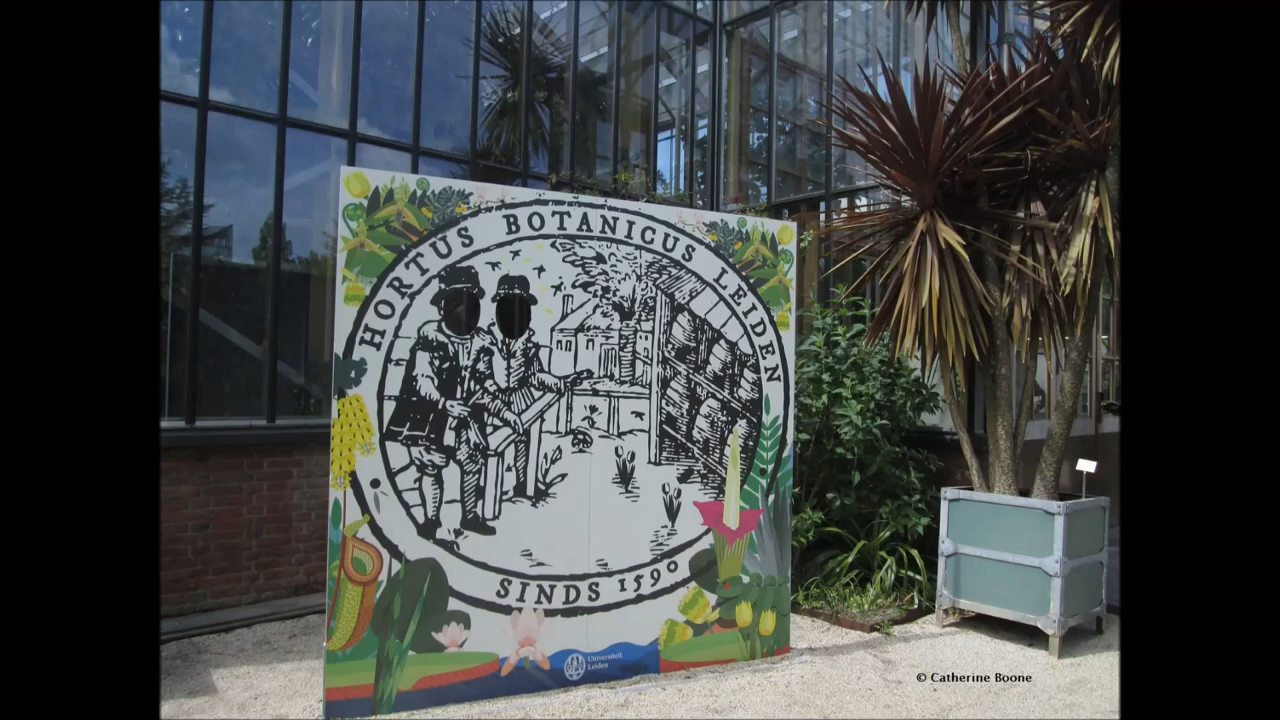 HORTUS BOTANICUS LEIDEN
SINDS 1590
Universiteit
Leiden
© Catherine Boone